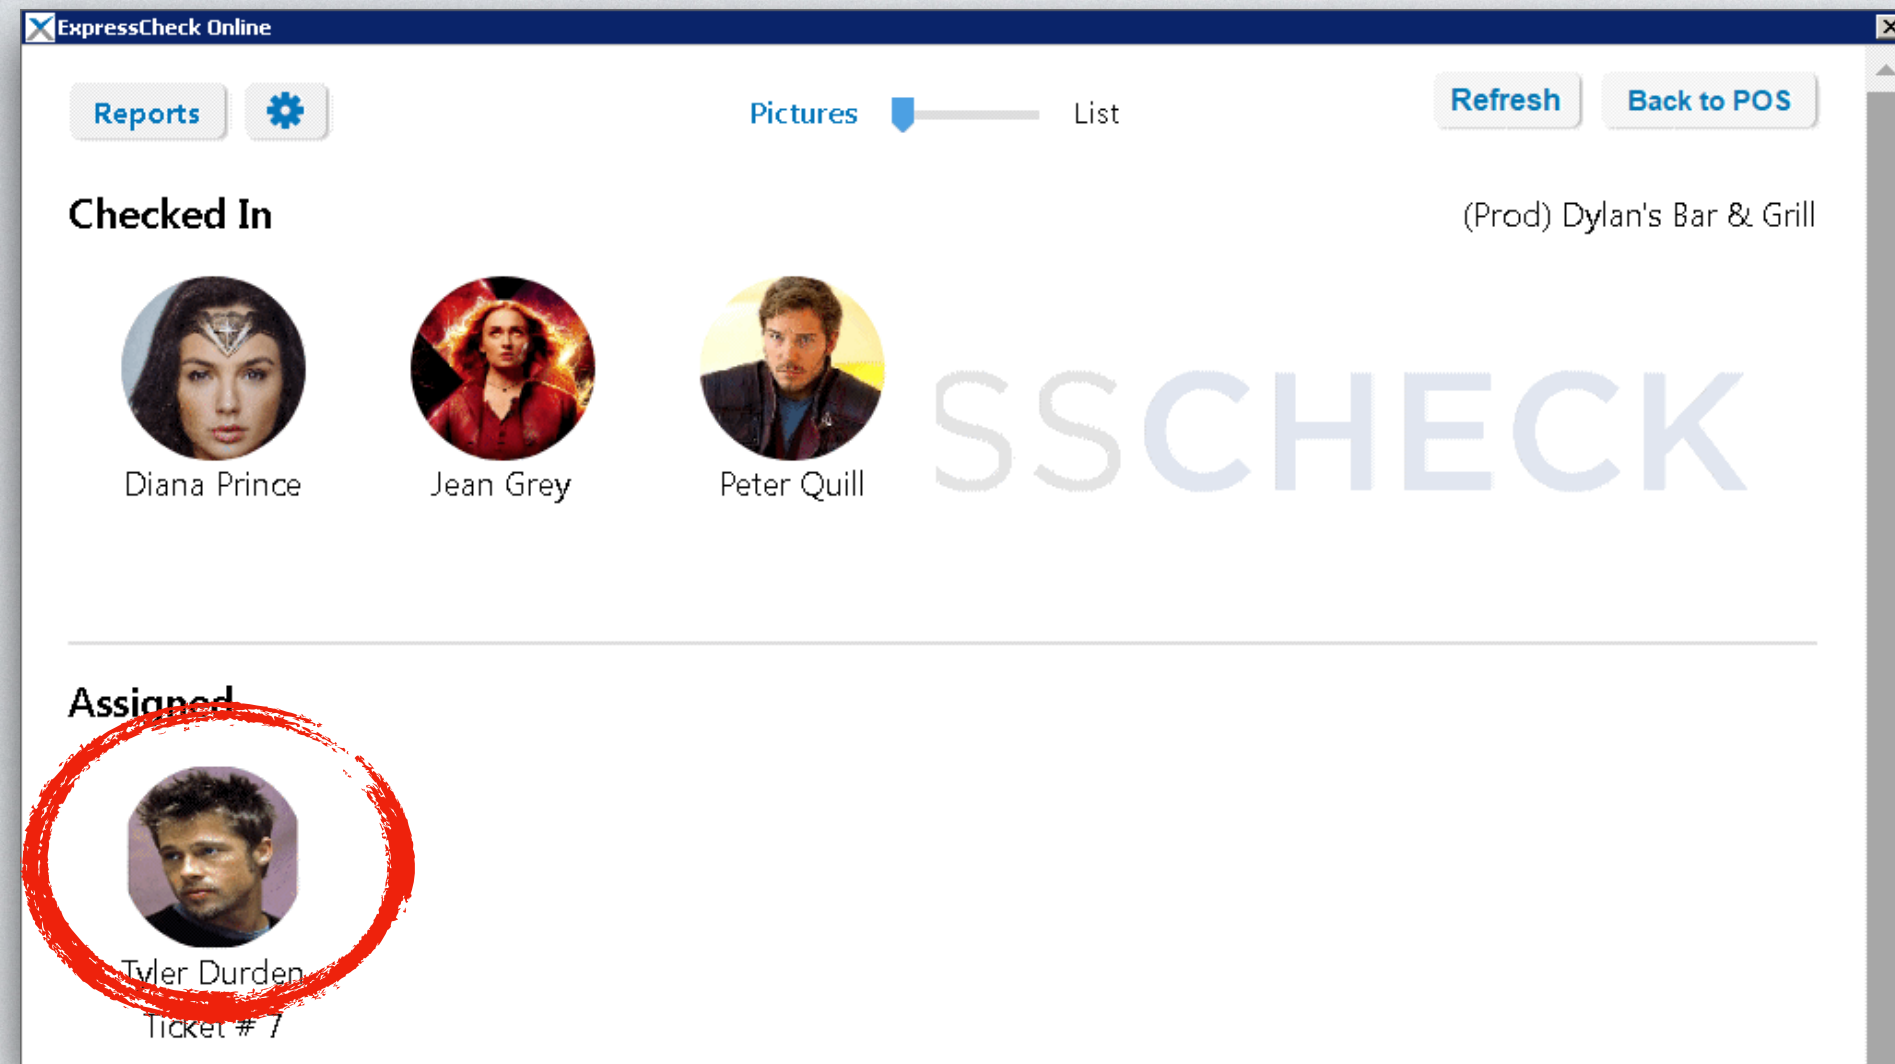 ExpressCheck Online
Reports
Pictures List
Refresh Back to POS
Checked In
(Prod) Dylan's Bar & Grill
SSCHECK
Diana Prince Jean Grey Peter Quill
Assigned
Tyler Durden
Ticket # 7